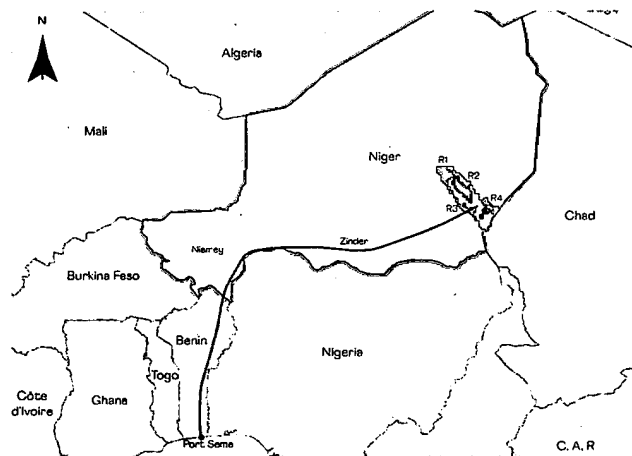 N
Algeria
Mali
Niger
R1
R2
R3
R4
Chad
Zinder
Burkina Faso
Benin
Togo
Nigeria
Côte
d'Ivoire
Ghana
Port Seme
C. A. R